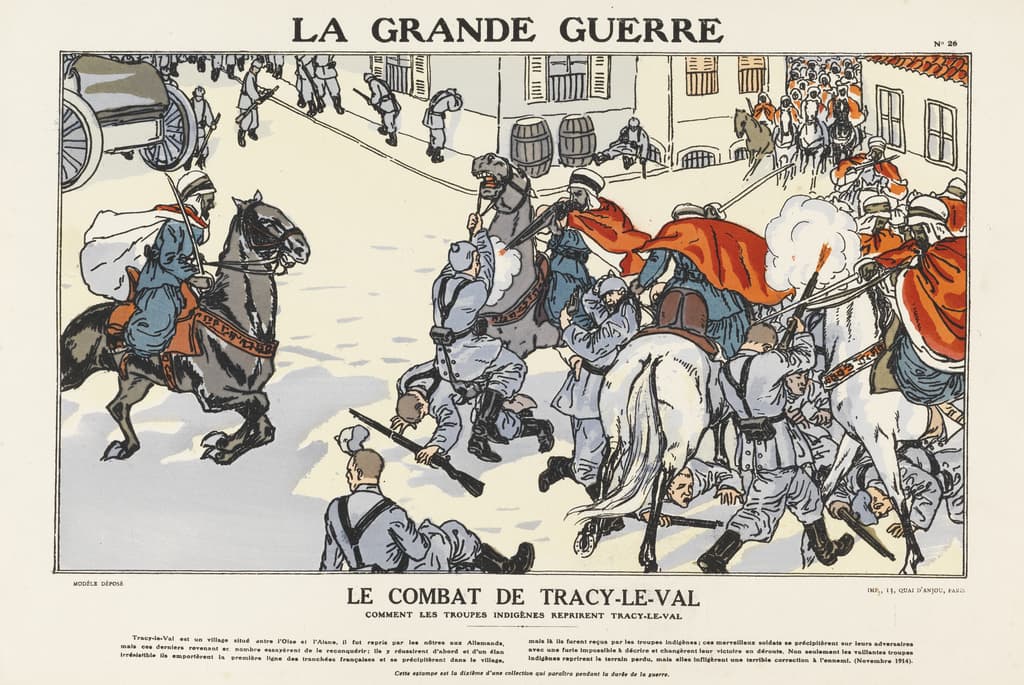 LA GRANDE GUERRE
N° 26
MODÈLE DÉPOSÉ
IMP., 13, QUAI D'ANJOU, PARIS
LE COMBAT DE TRACY-LE-VAL
COMMENT LES TROUPES INDIGÈNES REPRIRENT TRACY-LE-VAL
Tracy-le-Val est un village situé entre l'Oise et l'Aisne, il fut repris par les nôtres aux Allemands,
mais ces derniers revenant en nombre essayèrent de le reconquérir; ils y réussirent d'abord et d'un élan
irrésistible ils emportèrent la première ligne des tranchées françaises et se précipitèrent dans le village,
mais là ils furent reçus par les troupes indigènes; ces merveilleux soldats se précipitèrent sur leurs adversaires
avec une furie impossible à décrire et changèrent leur victoire en déroute. Non seulement les vaillantes troupes
indigènes reprirent le terrain perdu, mais elles infligèrent une terrible correction à l'ennemi. (Novembre 1914).
Cette estampe est la dixième d'une collection qui paraîtra pendant la durée de la guerre.